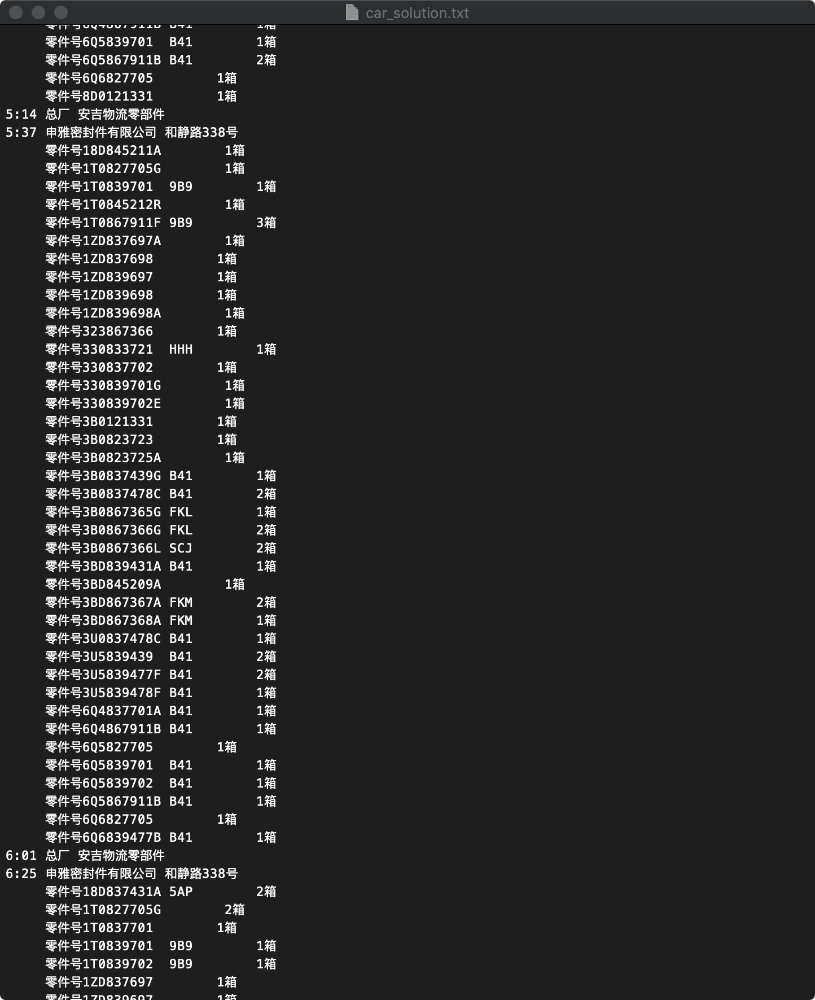 car_solution.txt
零件号6Q4867911B B41 1箱
零件号6Q5839701 B41 1箱
零件号6Q5867911B B41 2箱
零件号6Q6827705 1箱
零件号8D0121331 1箱
5:14 总厂 安吉物流零部件
5:37 申雅密封件有限公司 和静路338号
零件号18D845211A 1箱
零件号1T0827705G 1箱
零件号1T0839701 9B9 1箱
零件号1T0845212R 1箱
零件号1T0867911F 9B9 3箱
零件号1ZD837697A 1箱
零件号1ZD837698 1箱
零件号1ZD839697 1箱
零件号1ZD839698 1箱
零件号1ZD839698A 1箱
零件号323867366 1箱
零件号330833721 HHH 1箱
零件号330837702 1箱
零件号330839701G 1箱
零件号330839702E 1箱
零件号3B0121331 1箱
零件号3B0823723 1箱
零件号3B0823725A 1箱
零件号3B0837439G B41 1箱
零件号3B0837478C B41 2箱
零件号3B0867365G FKL 1箱
零件号3B0867366G FKL 2箱
零件号3B0867366L SCJ 2箱
零件号3BD839431A B41 1箱
零件号3BD845209A 1箱
零件号3BD867367A FKM 2箱
零件号3BD867368A FKM 1箱
零件号3U0837478C B41 1箱
零件号3U5839439 B41 2箱
零件号3U5839477F B41 2箱
零件号3U5839478F B41 1箱
零件号6Q4837701A B41 1箱
零件号6Q4867911B B41 1箱
零件号6Q5827705 1箱
零件号6Q5839701 B41 1箱
零件号6Q5839702 B41 1箱
零件号6Q5867911B B41 1箱
零件号6Q6827705 1箱
零件号6Q6839477B B41 1箱
6:01 总厂 安吉物流零部件
6:25 申雅密封件有限公司 和静路338号
零件号18D837431A 5AP 2箱
零件号1T0827705G 2箱
零件号1T0837701 1箱
零件号1T0839701 9B9 1箱
零件号1T0839702 9B9 1箱
零件号1ZD837697 1箱
零件号1ZD839697 1箱